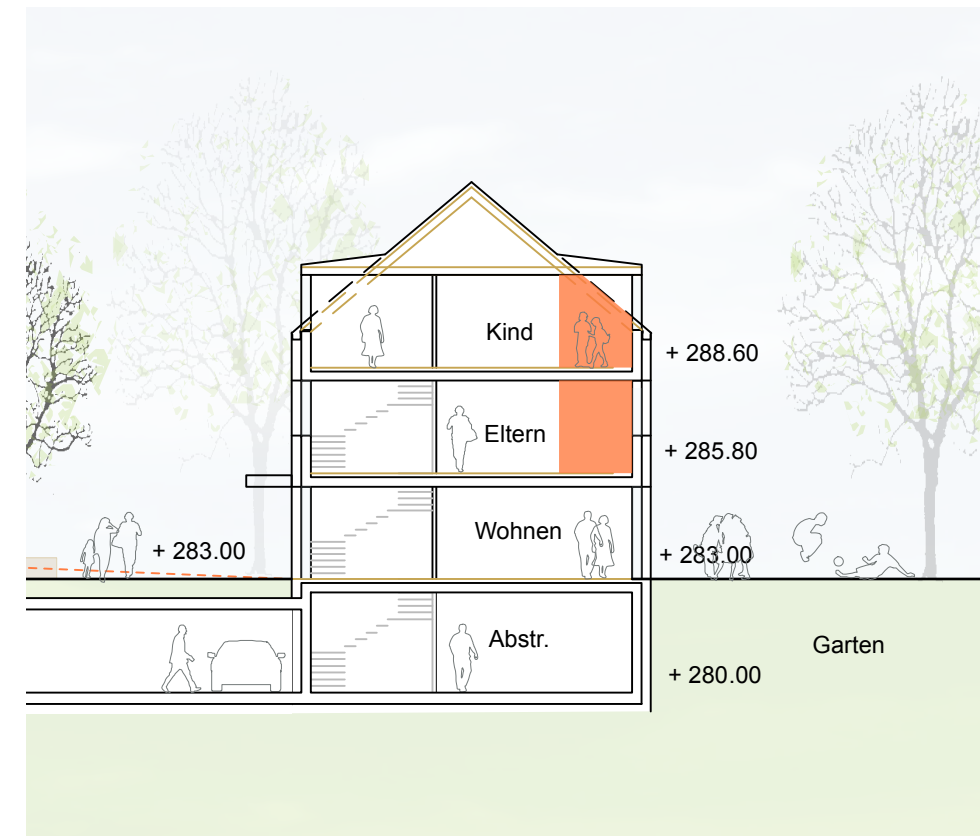 Kind
+ 288.60
Eltern
+ 285.80
Wohnen
+ 283.00
+ 283.00
Abstr.
Garten
+ 280.00